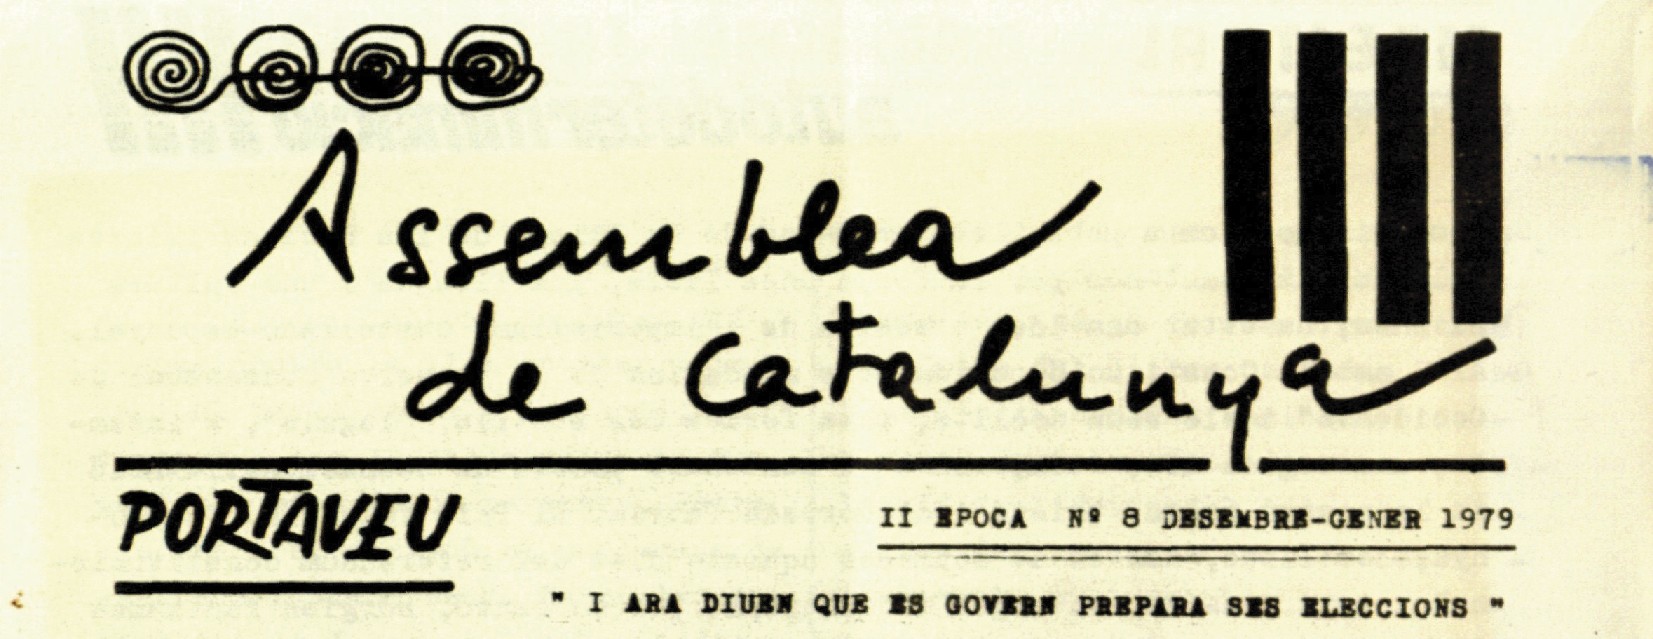 Assemblea
de catalunya
PORTAVEU
II EPOCA Nº 8 DESEMBRE-GENER 1979
" I ARA DIUEN QUE ES GOVERN PREPARA SES ELECCIONS "